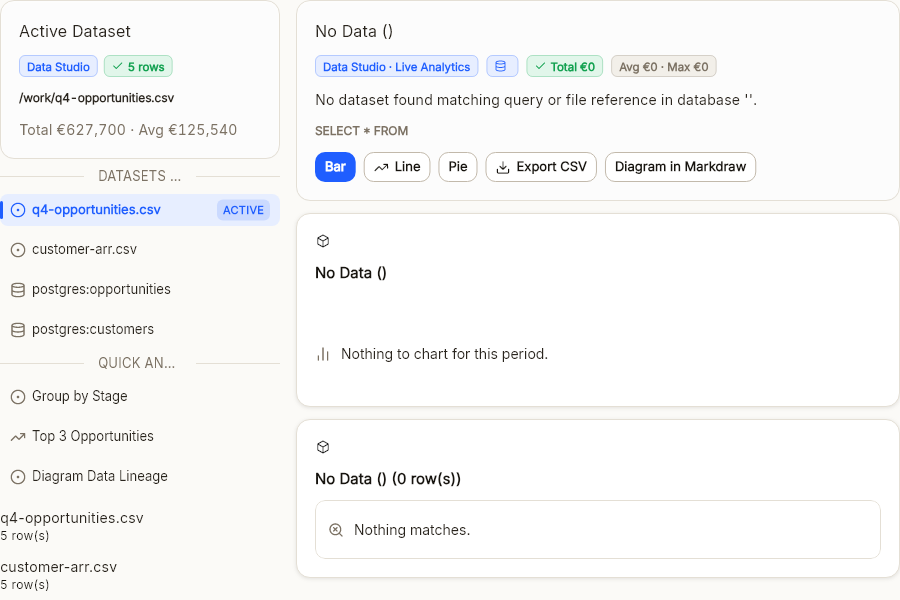 Active Dataset
Data Studio
5 rows
/work/q4-opportunities.csv
Total €627,700 · Avg €125,540
DATASETS ...
q4-opportunities.csv
ACTIVE
customer-arr.csv
postgres:opportunities
postgres:customers
QUICK AN...
Group by Stage
Top 3 Opportunities
Diagram Data Lineage
q4-opportunities.csv
5 row(s)
customer-arr.csv
5 row(s)
No Data ()
Data Studio · Live Analytics
Total €0
Avg €0 · Max €0
No dataset found matching query or file reference in database ''.
SELECT * FROM
Bar
Line
Pie
Export CSV
Diagram in Markdraw
No Data ()
Nothing to chart for this period.
No Data () (0 row(s))
Nothing matches.